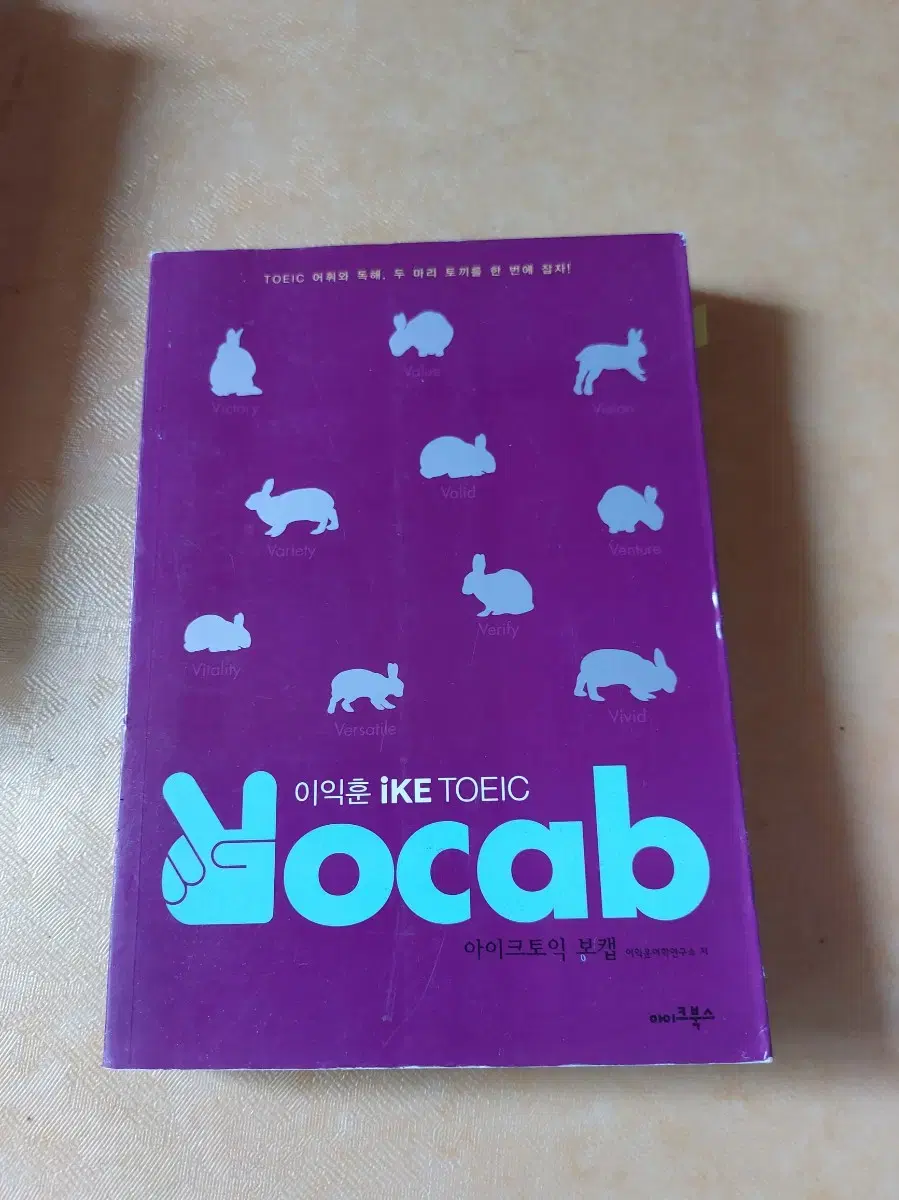 TOEIC 어휘와 독해, 두 마리 토끼를 한 번에 잡자!
Victory
Value
Vision
Valid
Variety
Venture
Verify
Vitality
Versatile
Vivid
이익훈 iKE TOEIC
Vocab
아이크토익 보캡 이익훈어학연구소 저
아이크북스